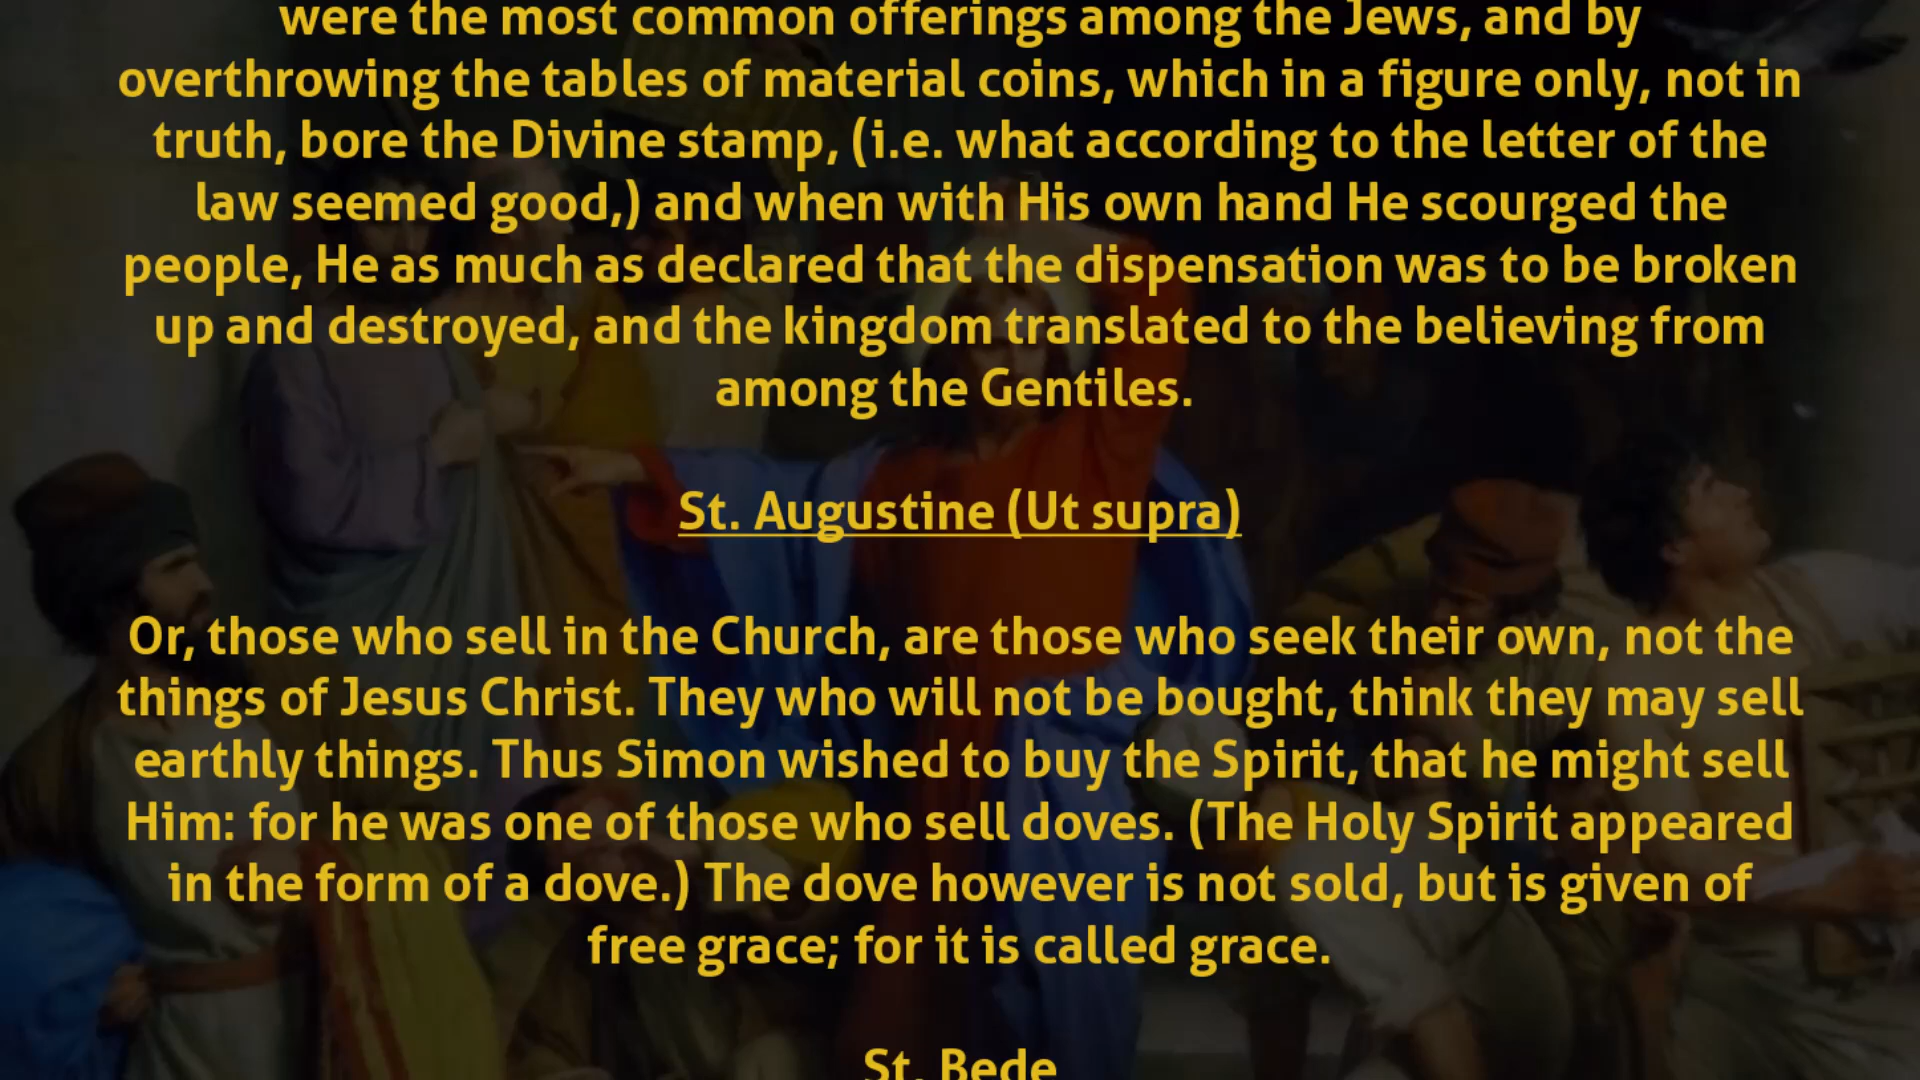 were the most common offerings among the Jews, and by
overthrowing the tables of material coins, which in a figure only, not in
truth, bore the Divine stamp, (i.e. what according to the letter of the
law seemed good,) and when with His own hand He scourged the
people, He as much as declared that the dispensation was to be broken
up and destroyed, and the kingdom translated to the believing from
among the Gentiles.
St. Augustine (Ut supra)
Or, those who sell in the Church, are those who seek their own, not the
things of Jesus Christ. They who will not be bought, think they may sell
earthly things. Thus Simon wished to buy the Spirit, that he might sell
Him: for he was one of those who sell doves. (The Holy Spirit appeared
in the form of a dove.) The dove however is not sold, but is given of
free grace; for it is called grace.
St. Bede